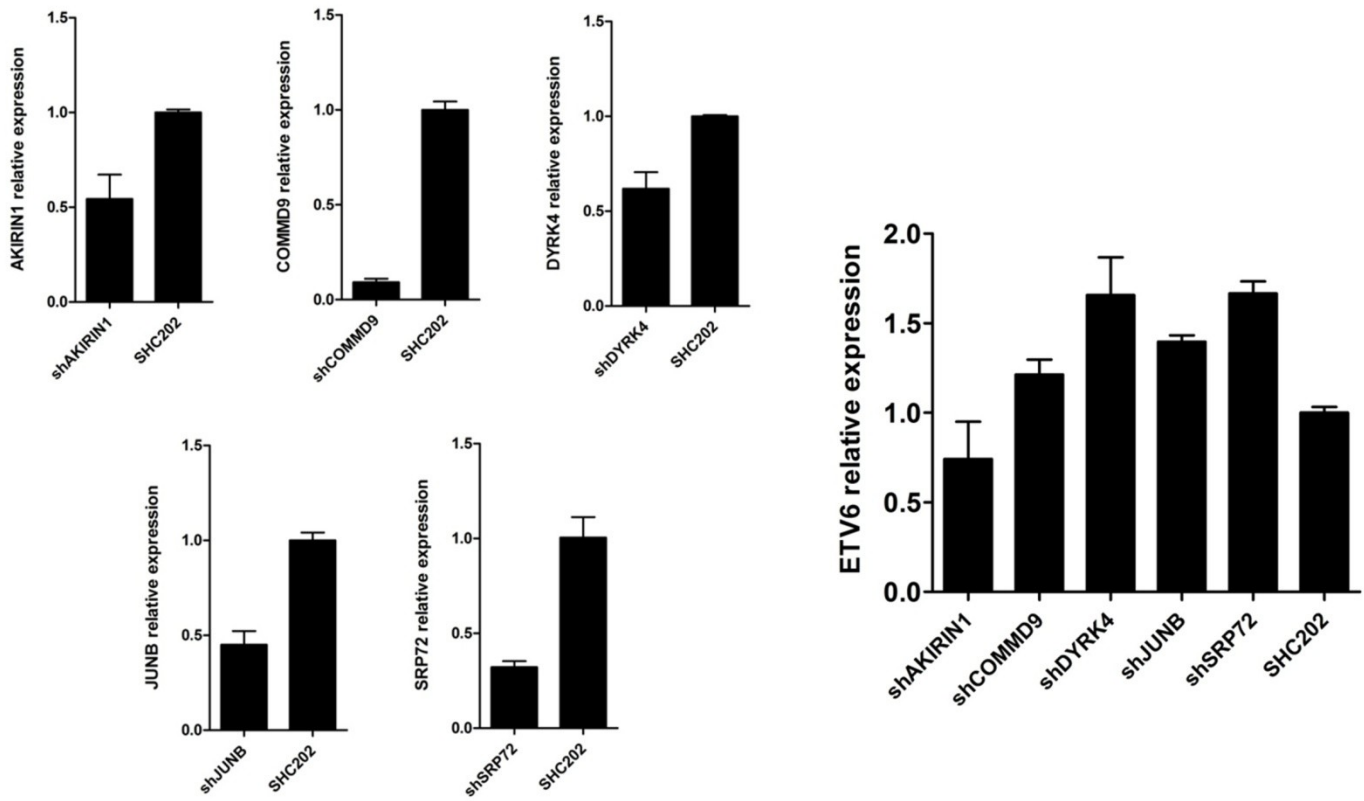 AKIRIN1 relative expression
1.5
1.0
0.5
0.0
shAKIRIN1
SHC202
COMMD9 relative expression
1.5
1.0
0.5
0.0
shCOMMD9
SHC202
DYRK4 relative expression
1.5
1.0
0.5
0.0
shDYRK4
SHC202
JUNB relative expression
1.5
1.0
0.5
0.0
shJUNB
SHC202
SRP72 relative expression
1.5
1.0
0.5
0.0
shSRP72
SHC202
ETV6 relative expression
2.0
1.5
1.0
0.5
0.0
shAKIRIN1
shCOMMD9
shDYRK4
shJUNB
shSRP72
SHC202